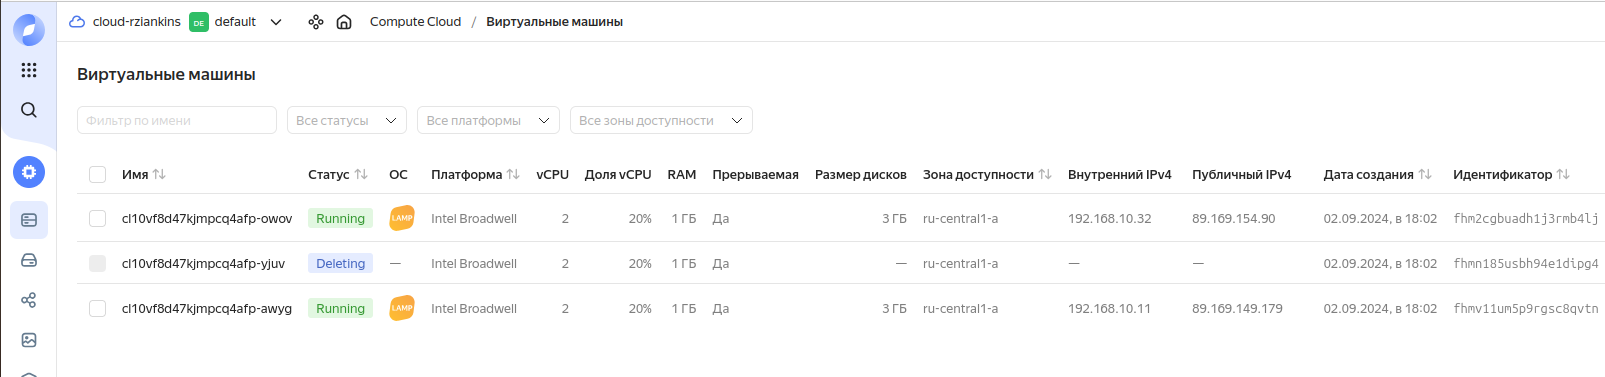 cloud-rziankins DE default Compute Cloud / Виртуальные машины
Виртуальные машины
Фильтр по имени Все статусы Все платформы Все зоны доступности
Имя Статус ОС Платформа vCPU Доля vCPU RAM Прерываемая Размер дисков Зона доступности Внутренний IPv4 Публичный IPv4 Дата создания Идентификатор
cl10vf8d47kjmpcq4afp-owov Running LAMP Intel Broadwell 2 20% 1 ГБ Да 3 ГБ ru-central1-a 192.168.10.32 89.169.154.90 02.09.2024, в 18:02 fhm2cgbuadh1j3rmb4lj
cl10vf8d47kjmpcq4afp-yjuv Deleting — Intel Broadwell 2 20% 1 ГБ Да — ru-central1-a — — 02.09.2024, в 18:02 fhmn185usbh94e1dipg4
cl10vf8d47kjmpcq4afp-awyg Running LAMP Intel Broadwell 2 20% 1 ГБ Да 3 ГБ ru-central1-a 192.168.10.11 89.169.149.179 02.09.2024, в 18:02 fhmv11um5p9rgsc8qvtn